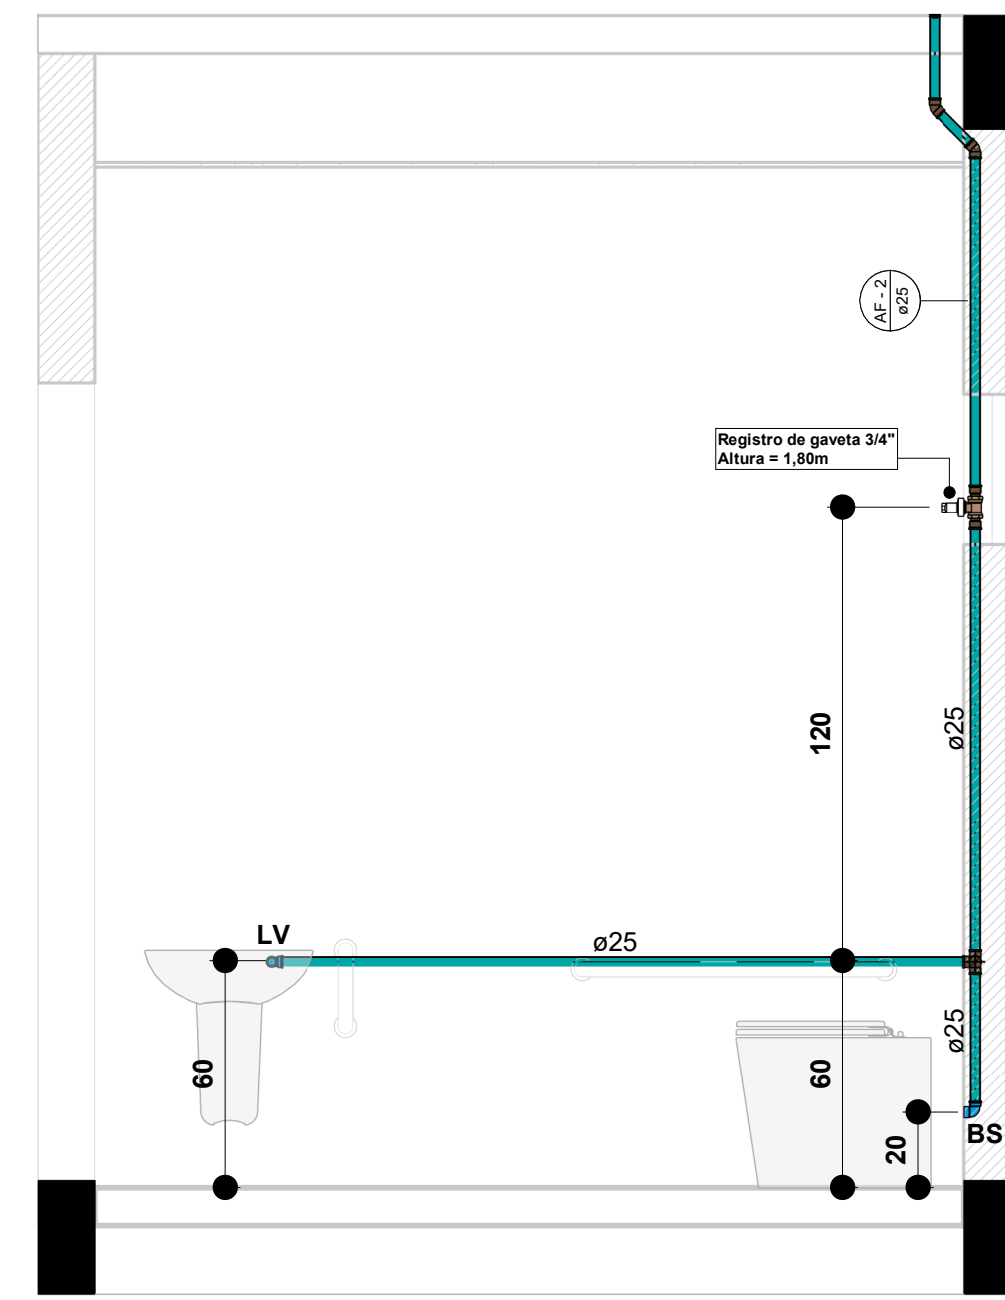 AF - 2
ø25
Registro de gaveta 3/4"
Altura = 1,80m
120
ø25
LV
ø25
60
60
ø25
20
BS